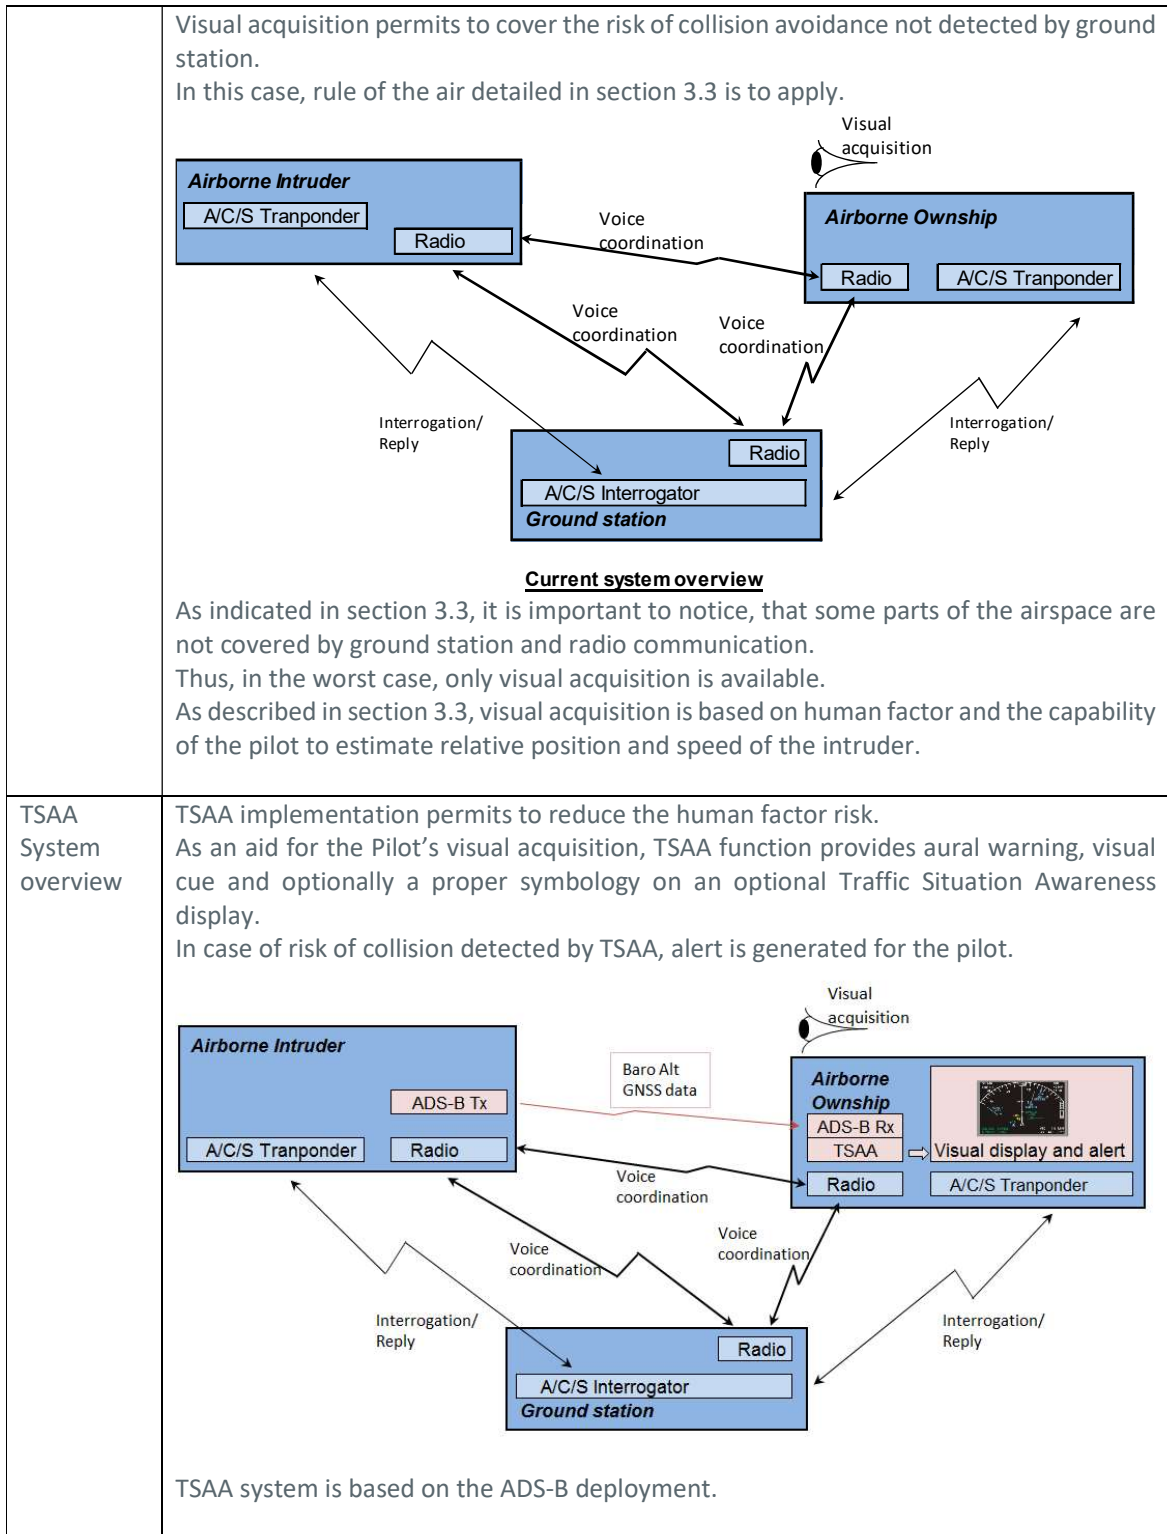 Visual acquisition permits to cover the risk of collision avoidance not detected by ground
station.
In this case, rule of the air detailed in section 3.3 is to apply.
Visual
acquisition
Airborne Intruder
A/C/S Tranponder
Radio
Voice
coordination
Airborne Ownship
Radio
A/C/S Tranponder
Voice
coordination
Voice
coordination
Interrogation/
Reply
Interrogation/
Reply
Radio
A/C/S Interrogator
Ground station
Current system overview
As indicated in section 3.3, it is important to notice, that some parts of the airspace are
not covered by ground station and radio communication.
Thus, in the worst case, only visual acquisition is available.
As described in section 3.3, visual acquisition is based on human factor and the capability
of the pilot to estimate relative position and speed of the intruder.
TSAA
System
overview
TSAA implementation permits to reduce the human factor risk.
As an aid for the Pilot’s visual acquisition, TSAA function provides aural warning, visual
cue and optionally a proper symbology on an optional Traffic Situation Awareness
display.
In case of risk of collision detected by TSAA, alert is generated for the pilot.
Visual
acquisition
Airborne Intruder
ADS-B Tx
A/C/S Tranponder
Radio
Baro Alt
GNSS data
Airborne
Ownship
ADS-B Rx
TSAA
Visual display and alert
Radio
A/C/S Tranponder
Voice
coordination
Voice
coordination
Voice
coordination
Interrogation/
Reply
Interrogation/
Reply
Radio
A/C/S Interrogator
Ground station
TSAA system is based on the ADS-B deployment.